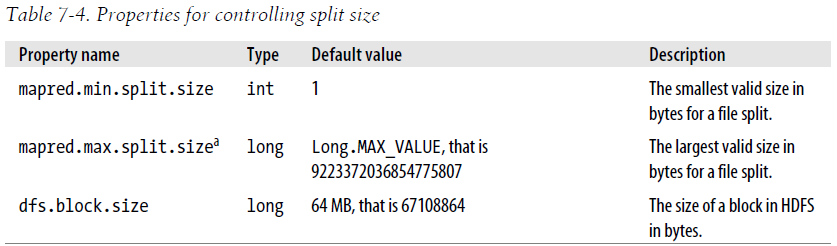 Table 7-4. Properties for controlling split size
Property name Type Default value Description
mapred.min.split.size int 1 The smallest valid size in
bytes for a file split.
mapred.max.split.sizeᵃ long Long.MAX_VALUE, that is The largest valid size in
9223372036854775807 bytes for a file split.
dfs.block.size long 64 MB, that is 67108864 The size of a block in HDFS
in bytes.